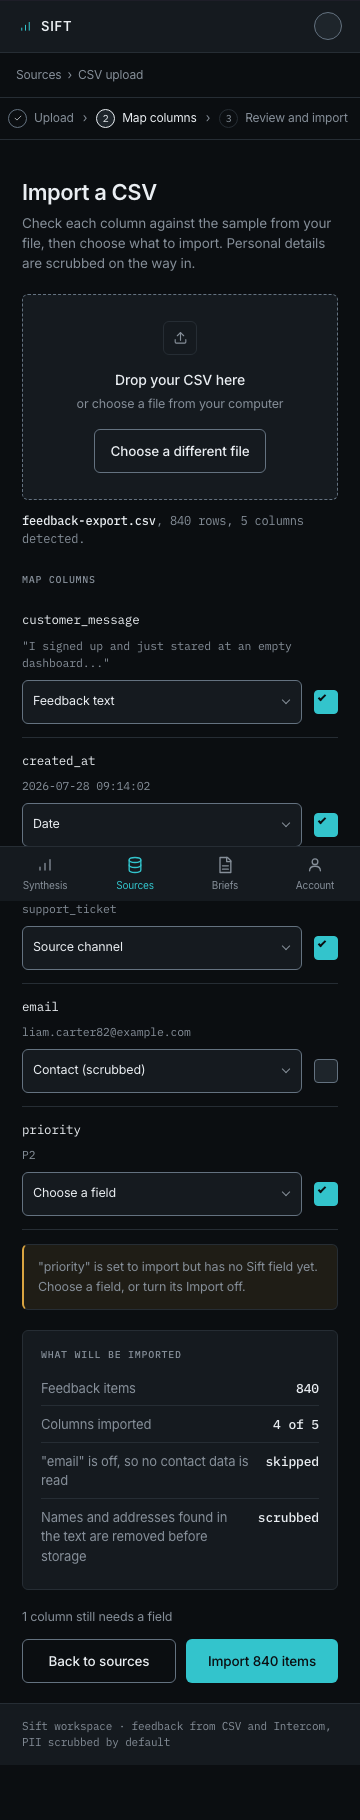 SIFT
Sources › CSV upload
Upload › 2 Map columns › 3 Review and import
Import a CSV
Check each column against the sample from your
file, then choose what to import. Personal details
are scrubbed on the way in.
Drop your CSV here
or choose a file from your computer
Choose a different file
feedback-export.csv, 840 rows, 5 columns
detected.
MAP COLUMNS
customer_message
"I signed up and just stared at an empty
dashboard..."
Feedback text
created_at
2026-07-28 09:14:02
Date
Synthesis Sources Briefs Account
support_ticket
Source channel
email
liam.carter82@example.com
Contact (scrubbed)
priority
P2
Choose a field
"priority" is set to import but has no Sift field yet.
Choose a field, or turn its Import off.
WHAT WILL BE IMPORTED
Feedback items 840
Columns imported 4 of 5
"email" is off, so no contact data is skipped
read
Names and addresses found in scrubbed
the text are removed before
storage
1 column still needs a field
Back to sources Import 840 items
Sift workspace · feedback from CSV and Intercom,
PII scrubbed by default